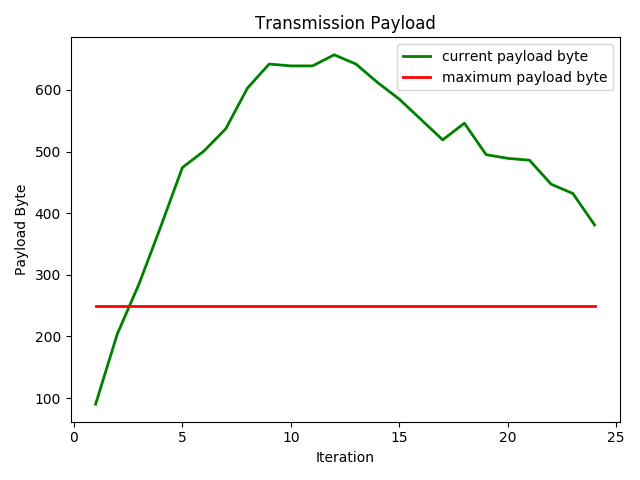 Transmission Payload
current payload byte
maximum payload byte
Payload Byte
600
500
400
300
200
100
0
5
10
15
20
25
Iteration